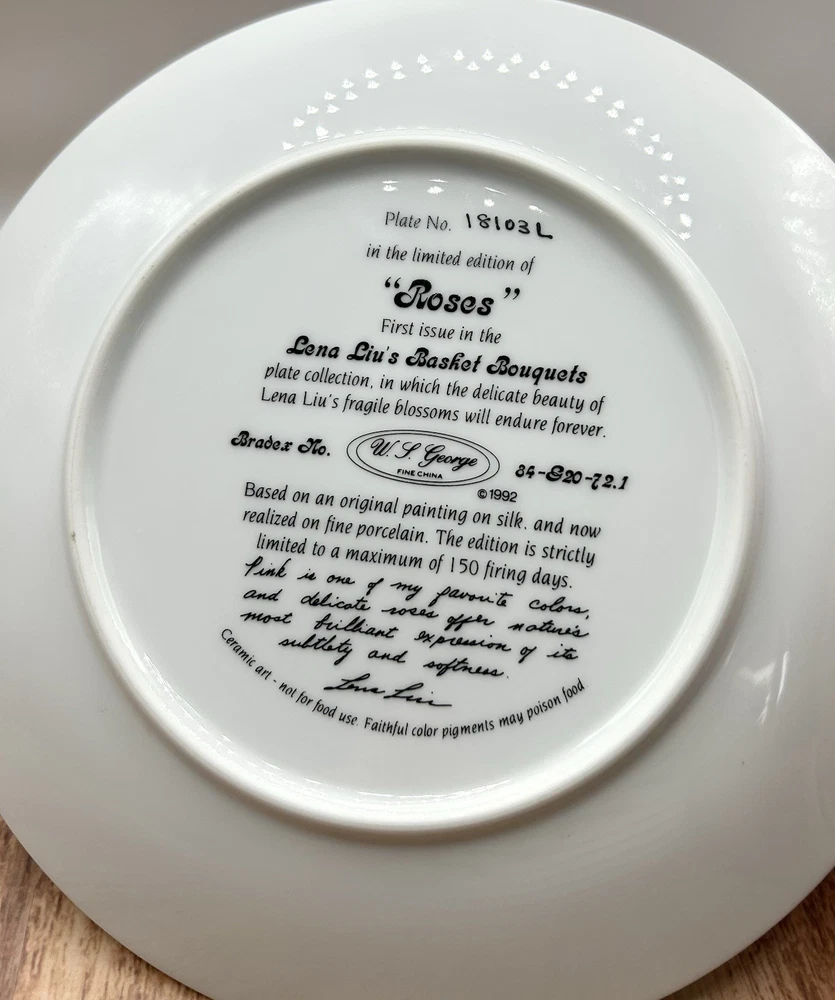 Plate No. 18103L
in the limited edition of
“Roses”
First issue in the
Lena Liu's Basket Bouquets
plate collection, in which the delicate beauty of
Lena Liu's fragile blossoms will endure forever.
Bradex No. W.S. George 84-G20-72.1
FINE CHINA
©1992
Based on an original painting on silk, and now
realized on fine porcelain. The edition is strictly
limited to a maximum of 150 firing days.
Pink is one of my favorite colors,
and delicate roses offer nature's
most brilliant expression of its
subtlety and softness.
Lena Liu
Ceramic art - not for food use. Faithful color pigments may poison food